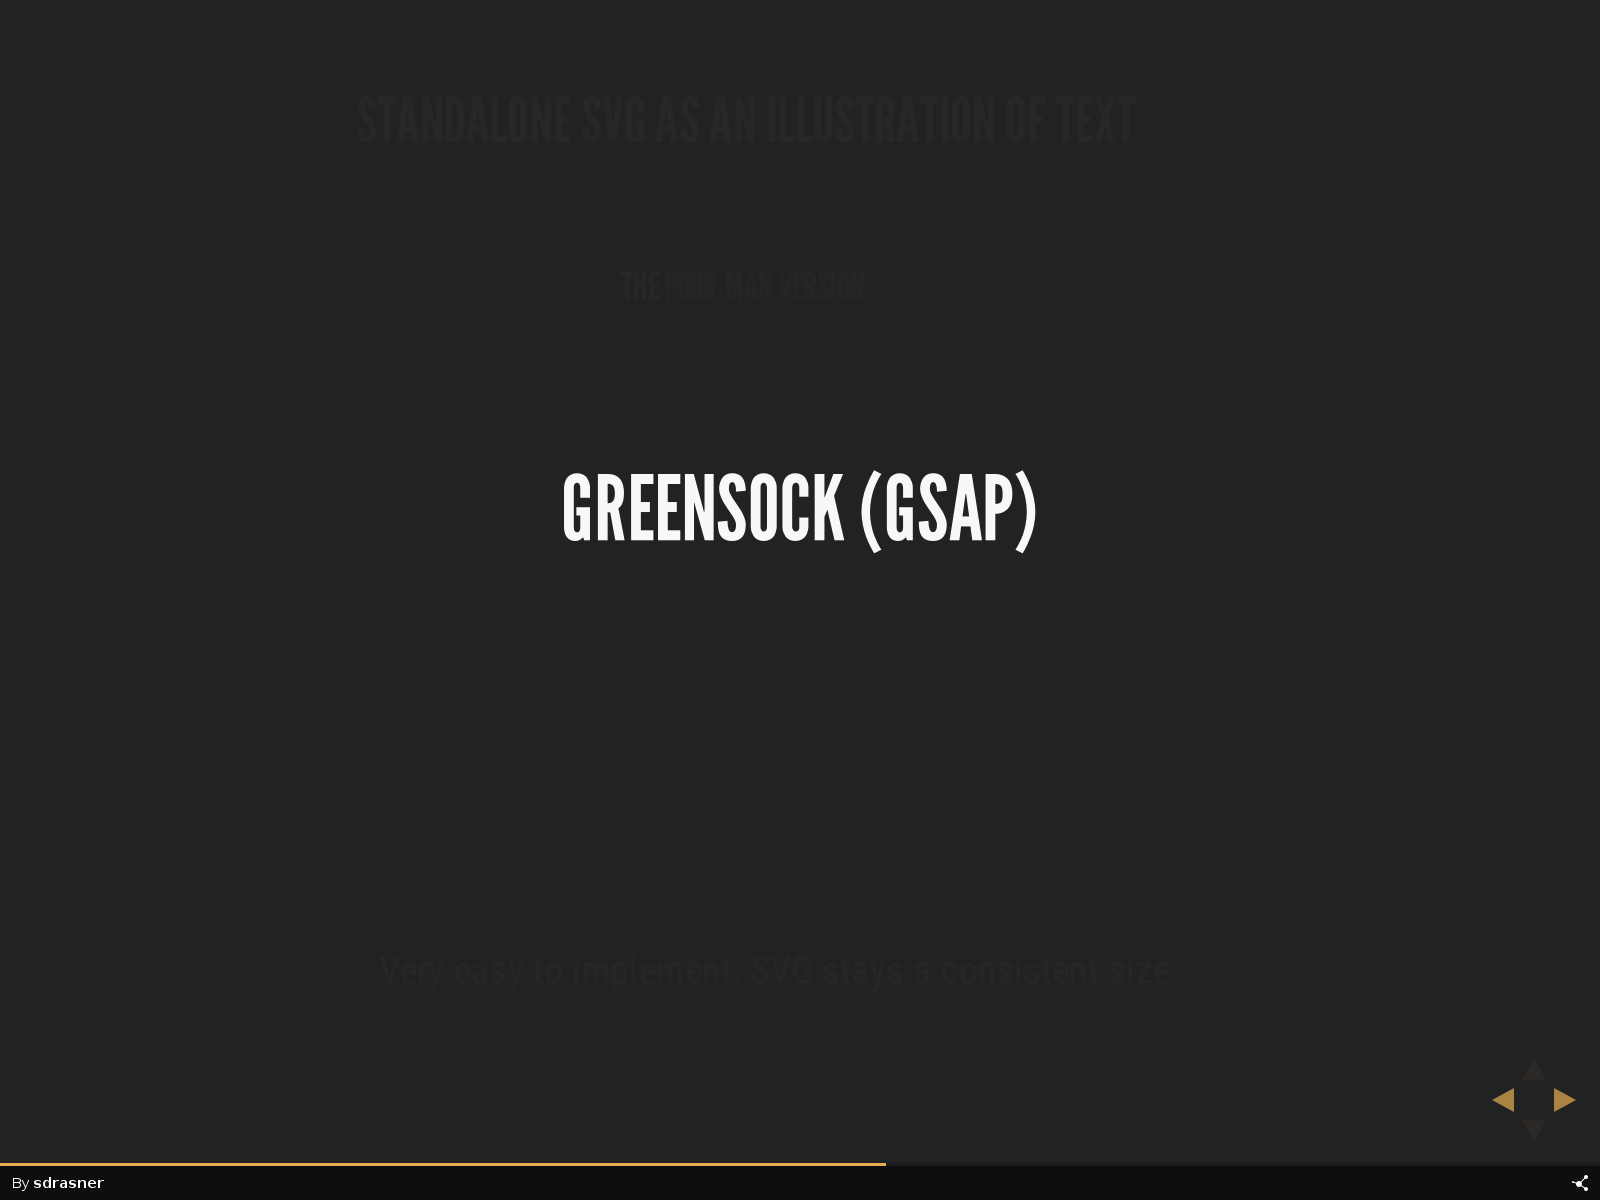 STANDALONE SVG AS AN ILLUSTRATION OF TEXT
THE POOR-MAN VERSION.
GREENSOCK (GSAP)
Very easy to implement. SVG stays a consistent size.
By sdrasner